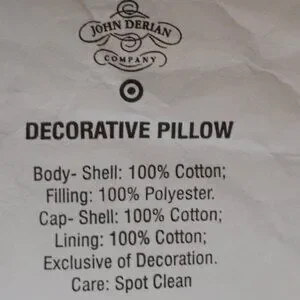 JOHN DERIAN
COMPANY
DECORATIVE PILLOW
Body- Shell: 100% Cotton;
Filling: 100% Polyester.
Cap- Shell: 100% Cotton;
Lining: 100% Cotton;
Exclusive of Decoration.
Care: Spot Clean